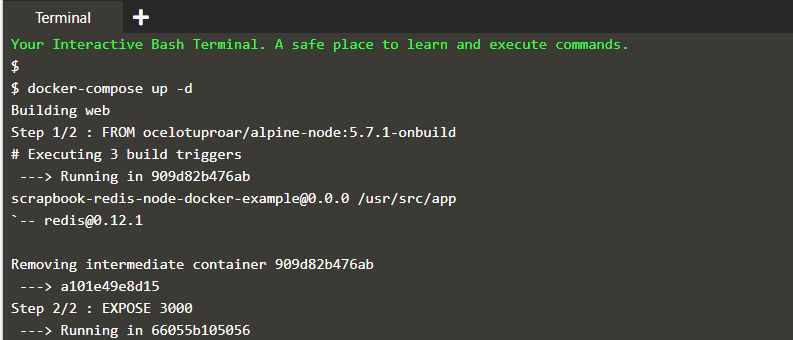 Terminal +
Your Interactive Bash Terminal. A safe place to learn and execute commands.
$
$ docker-compose up -d
Building web
Step 1/2 : FROM ocelotuproar/alpine-node:5.7.1-onbuild
# Executing 3 build triggers
 ---> Running in 909d82b476ab
scrapbook-redis-node-docker-example@0.0.0 /usr/src/app
`-- redis@0.12.1
Removing intermediate container 909d82b476ab
 ---> a101e49e8d15
Step 2/2 : EXPOSE 3000
 ---> Running in 66055b105056